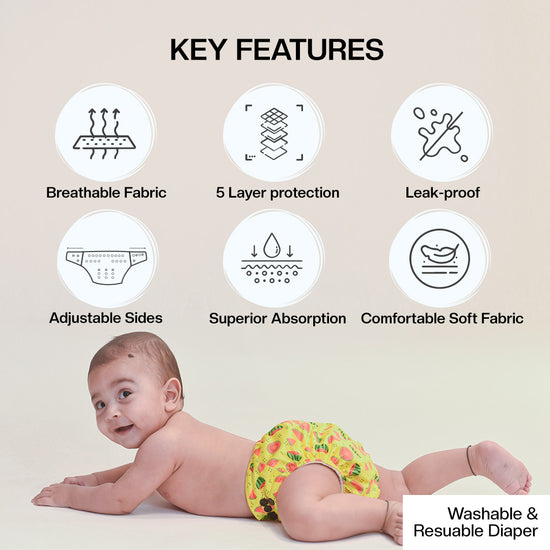 KEY FEATURES
Breathable Fabric
5 Layer protection
Leak-proof
Adjustable Sides
Superior Absorption
Comfortable Soft Fabric
Washable &
Resuable Diaper